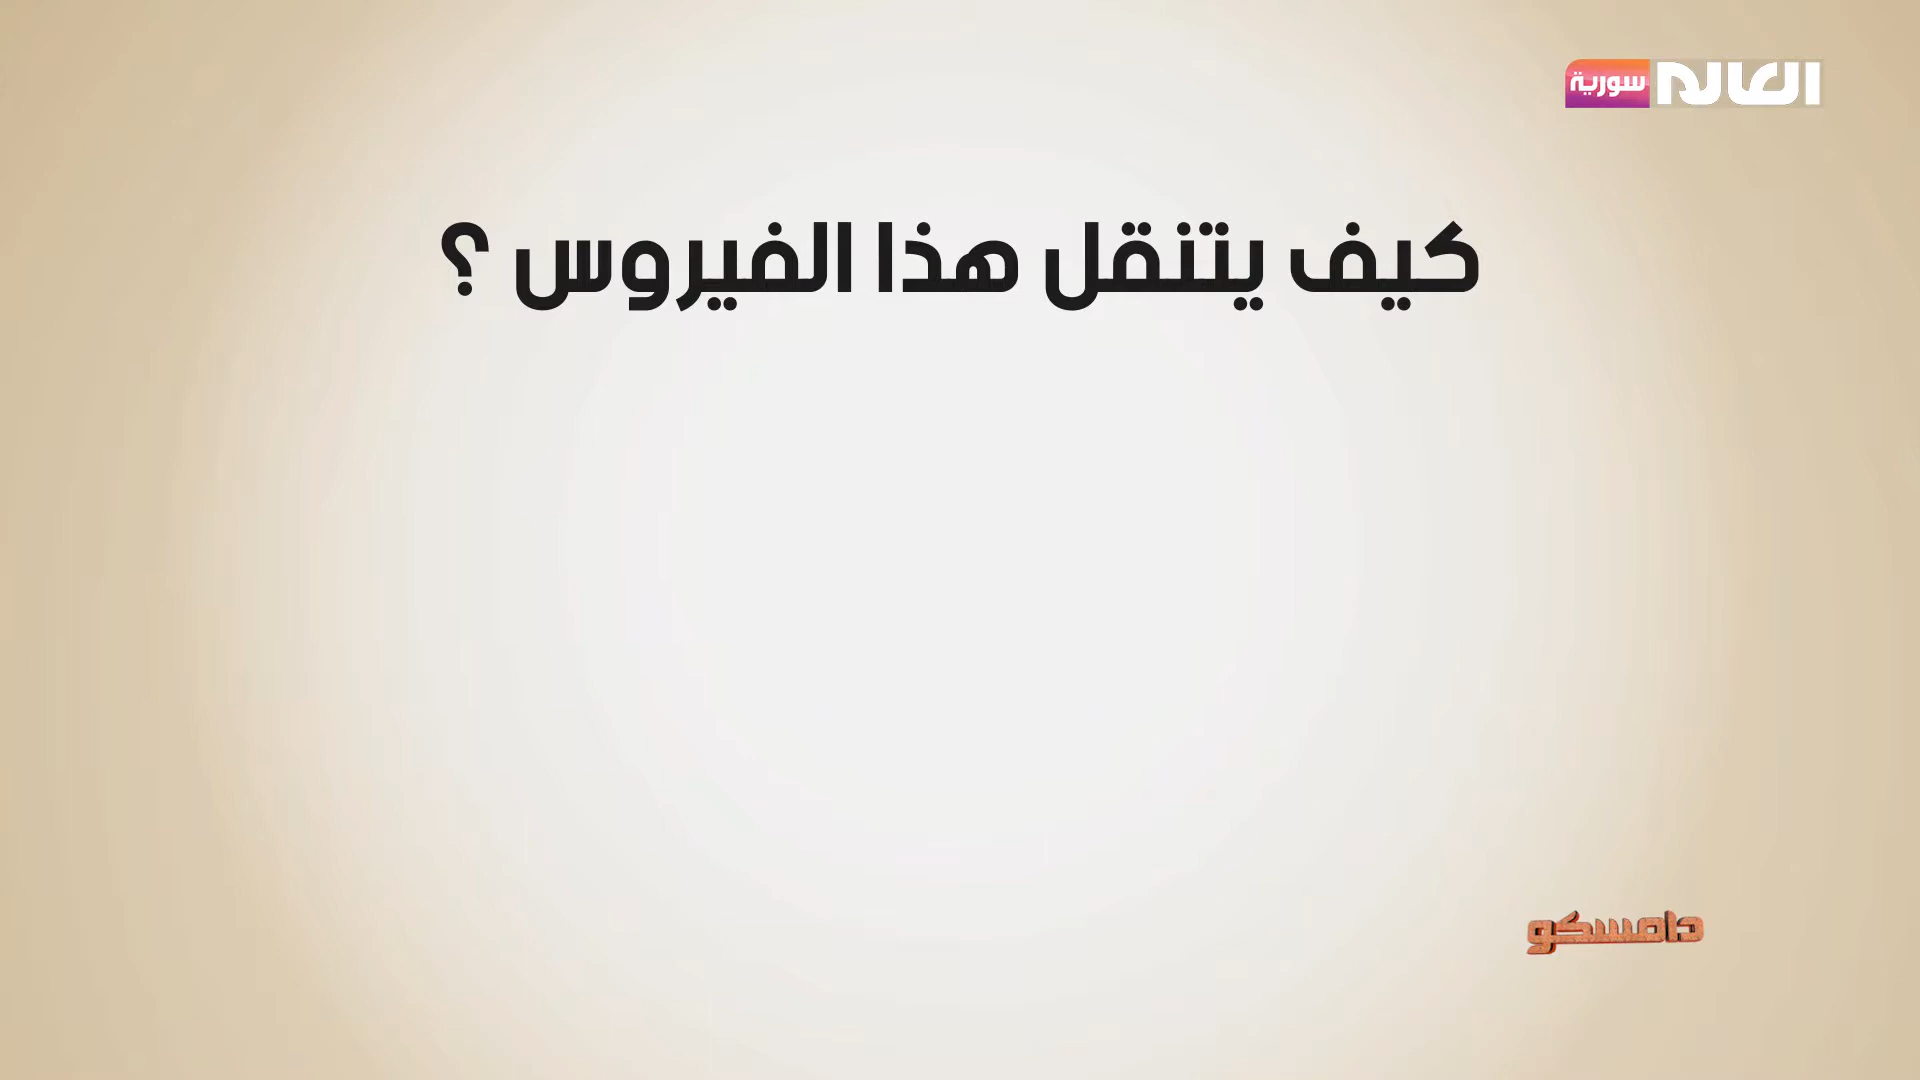 العالم سورية
كيف يتنقل هذا الفيروس ؟
دامسكو